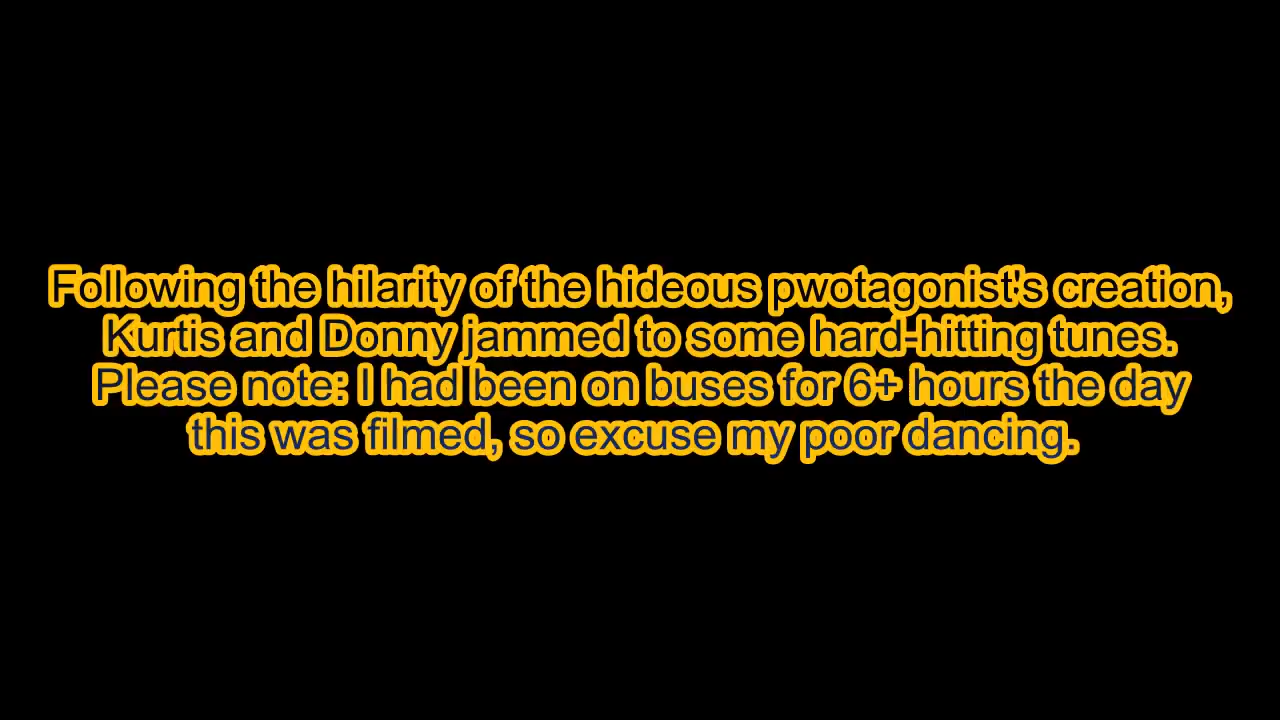 Following the hilarity of the hideous pwotagonist's creation,
Kurtis and Donny jammed to some hard-hitting tunes.
Please note: I had been on buses for 6+ hours the day
this was filmed, so excuse my poor dancing.